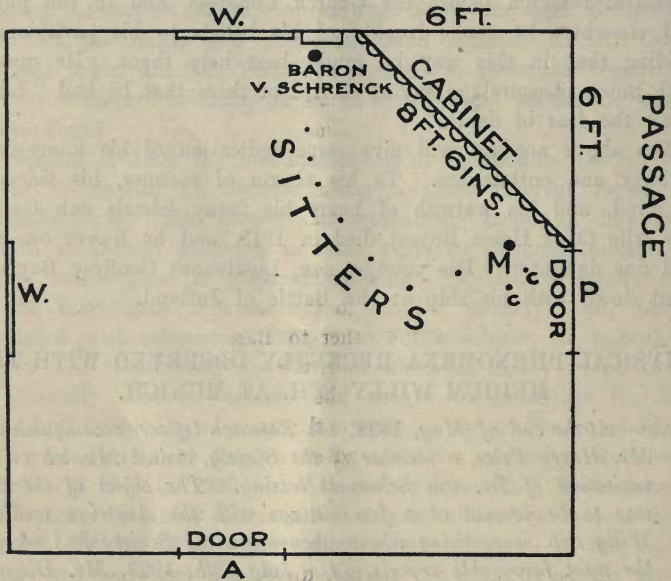 W.
6 FT.
BARON
V. SCHRENCK
CABINET
8 FT 6 INS.
6 FT
PASSAGE
SITTERS
M
DOOR
P
W.
DOOR
A